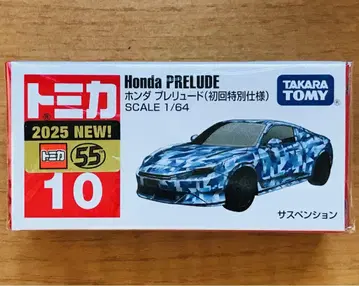 トミカ
2025 NEW!
トミカ 55
10
Honda PRELUDE
ホンダ プレリュード(初回特別仕様)
SCALE 1/64
TAKARA
TOMY
サスペンション